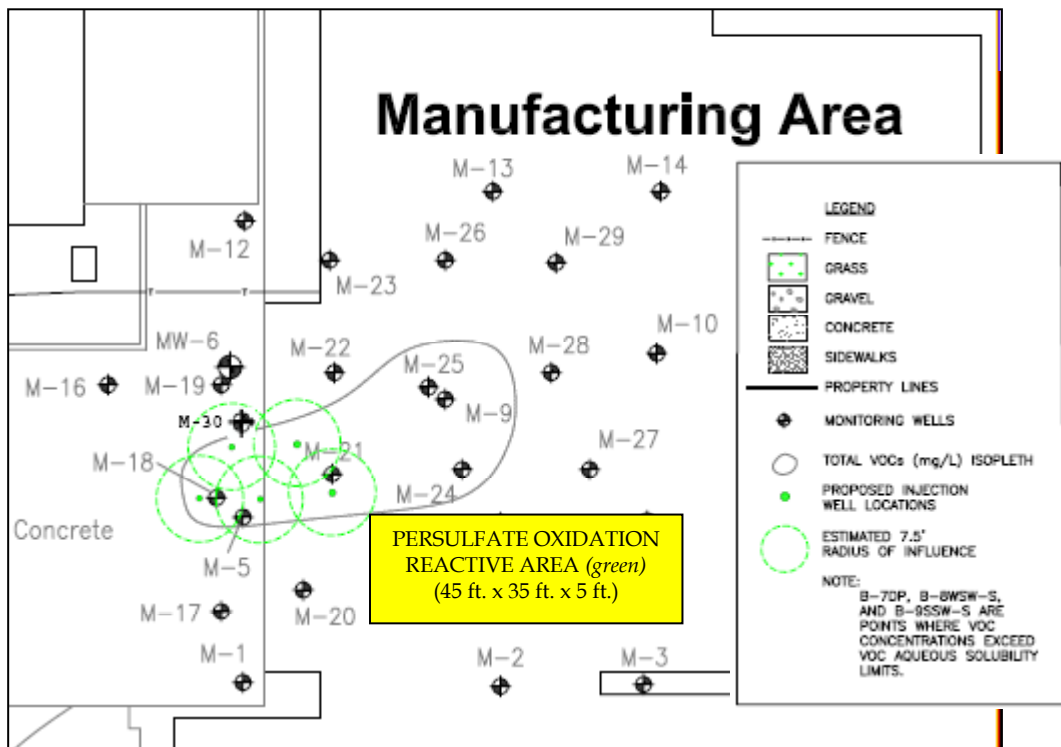 Manufacturing Area
M-13
M-14
M-12
M-26
M-29
M-23
MW-6
M-22
M-10
M-28
M-25
M-16
M-19
M-9
M-30
M-21
M-27
M-18
M-24
Concrete
M-5
M-17
M-20
M-1
M-2
M-3
PERSULFATE OXIDATION
REACTIVE AREA (green)
(45 ft. x 35 ft. x 5 ft.)
LEGEND
FENCE
GRASS
GRAVEL
CONCRETE
SIDEWALKS
PROPERTY LINES
MONITORING WELLS
TOTAL VOCs (mg/L) ISOPLETH
PROPOSED INJECTION
WELL LOCATIONS
ESTIMATED 7.5'
RADIUS OF INFLUENCE
NOTE:
B-7DP, B-8WSW-S,
AND B-9SSW-S ARE
POINTS WHERE VOC
CONCENTRATIONS EXCEED
VOC AQUEOUS SOLUBILITY
LIMITS.